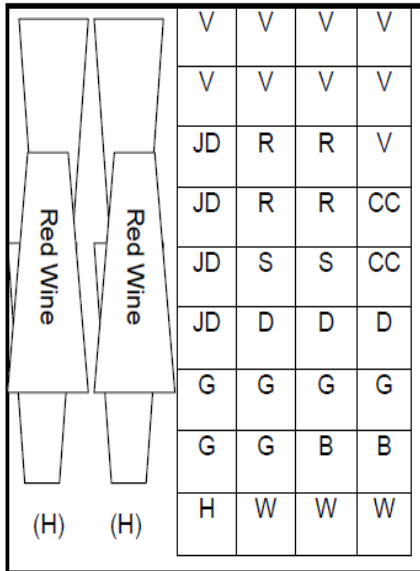 V V V V
V V V V
JD R R V
JD R R CC
JD S S CC
JD D D D
G G G G
G G B B
H W W W
Red Wine
Red Wine
(H) (H)